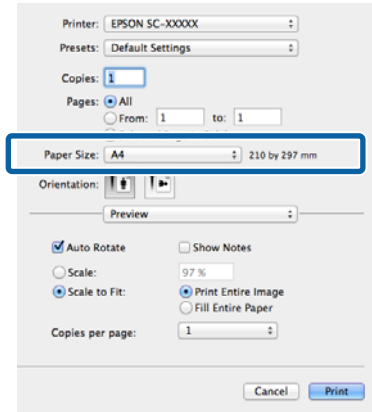 Printer: EPSON SC-XXXXX
Presets: Default Settings
Copies: 1
Pages: All
From: 1 to: 1
Paper Size: A4 210 by 297 mm
Orientation:
Preview
Auto Rotate Show Notes
Scale: 97 %
Scale to Fit: Print Entire Image
Fill Entire Paper
Copies per page: 1
Cancel Print